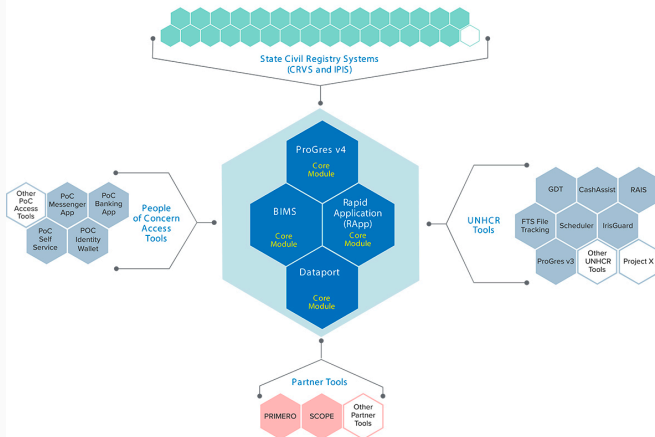 State Civil Registry Systems
(CRVS and IPIS)
ProGres v4
Core
Module
BIMS
Core
Module
Rapid
Application
(RApp)
Core
Module
Dataport
Core
Module
People
of Concern
Access
Tools
Other
PoC
Access
Tools
PoC
Messenger
App
PoC
Banking
App
PoC
Self
Service
POC
Identity
Wallet
UNHCR
Tools
GDT
CashAssist
RAIS
FTS File
Tracking
Scheduler
IrisGuard
ProGres v3
Other
UNHCR
Tools
Project X
Partner Tools
PRIMERO
SCOPE
Other
Partner
Tools